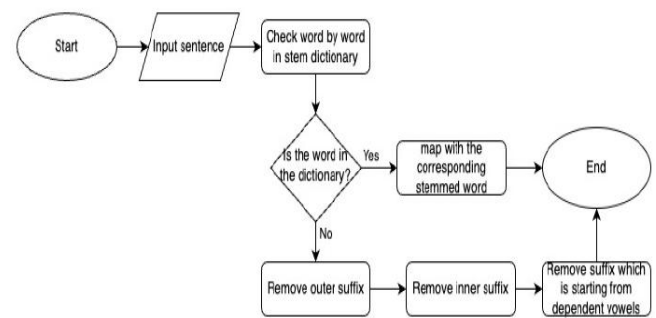 Start
Input sentence
Check word by word
in stem dictionary
Is the word in
the dictionary?
Yes
map with the
corresponding
stemmed word
End
No
Remove outer suffix
Remove inner suffix
Remove suffix which
is starting from
dependent vowels